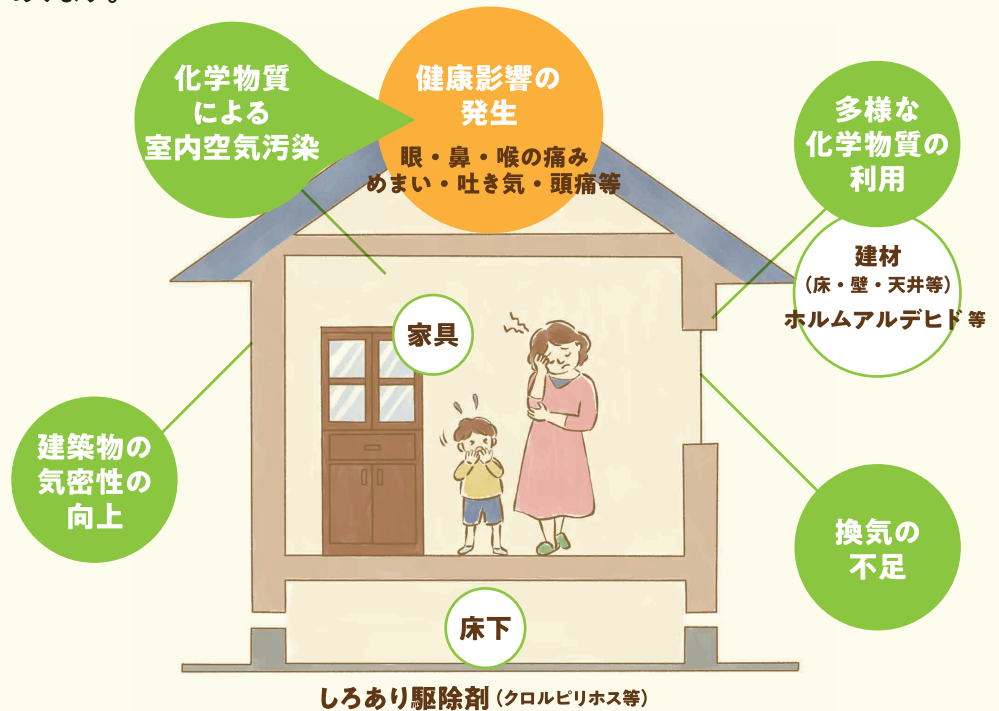 化学物質
による
室内空気汚染
健康影響の
発生
眼・鼻・喉の痛み
めまい・吐き気・頭痛等
多様な
化学物質の
利用
建材
（床・壁・天井等）
ホルムアルデヒド等
家具
建築物の
気密性の
向上
換気の
不足
床下
しろあり駆除剤（クロルピリホス等）